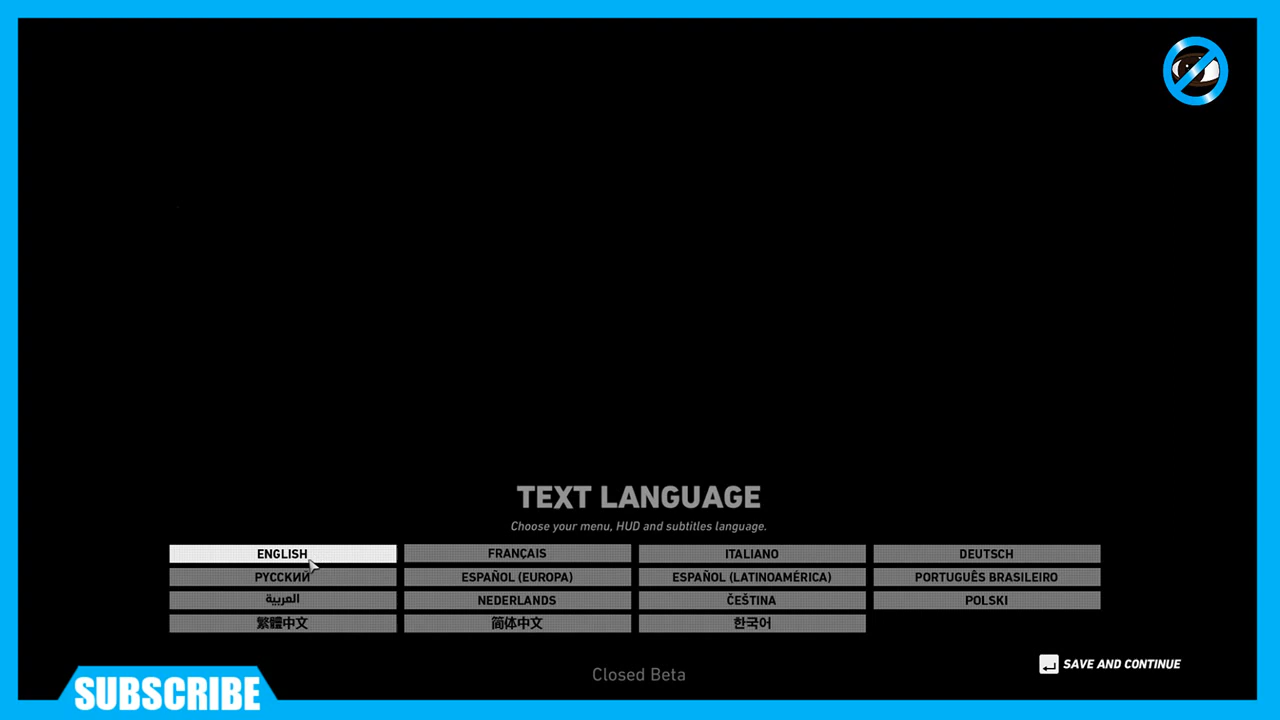 TEXT LANGUAGE
Choose your menu, HUD and subtitles language.
ENGLISH FRANÇAIS ITALIANO DEUTSCH
РУССКИЙ ESPAÑOL (EUROPA) ESPAÑOL (LATINOAMÉRICA) PORTUGUÊS BRASILEIRO
العربية NEDERLANDS ČEŠTINA POLSKI
繁體中文 简体中文 한국어
SAVE AND CONTINUE
Closed Beta
SUBSCRIBE